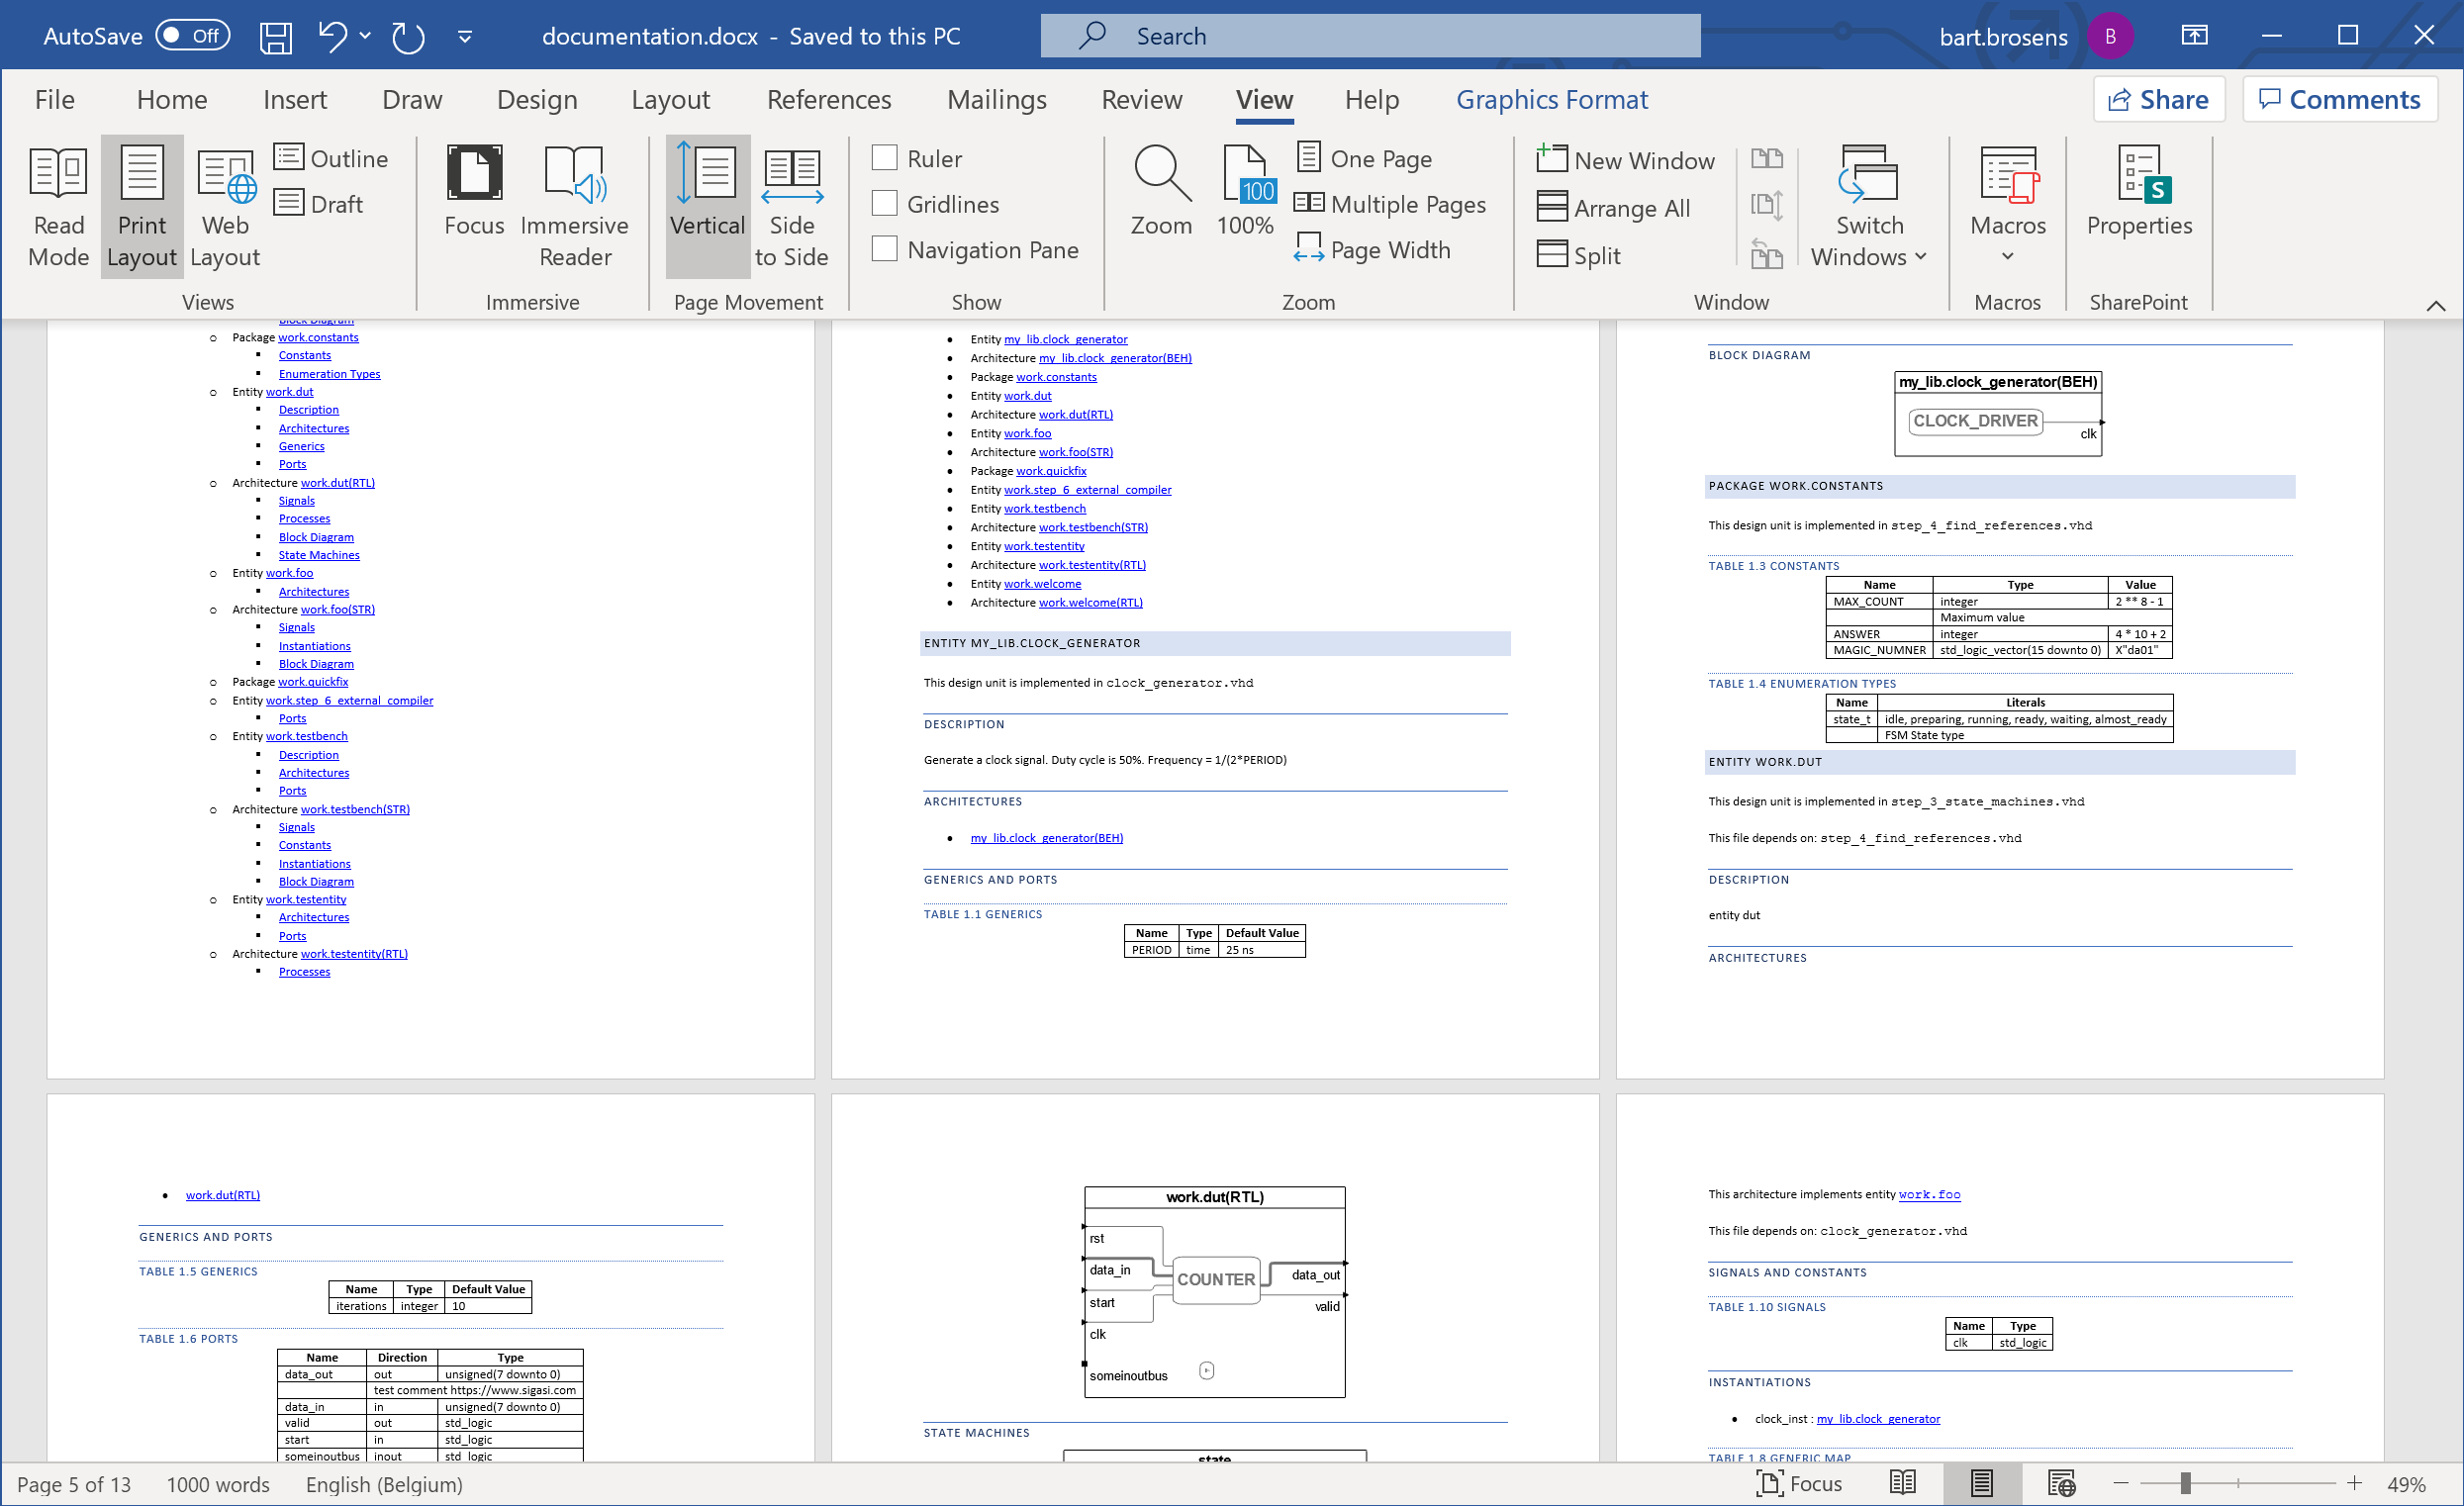 AutoSave Off documentation.docx - Saved to this PC Search bart.brosens B
File Home Insert Draw Design Layout References Mailings Review View Help Graphics Format Share Comments
Read Mode
Print Layout
Web Layout
Outline
Draft
Views
Focus
Immersive Reader
Immersive
Vertical
Side to Side
Page Movement
Ruler
Gridlines
Navigation Pane
Show
Zoom
100
100%
One Page
Multiple Pages
Page Width
Zoom
New Window
Arrange All
Split
Switch Windows
Window
Macros
Macros
S
Properties
SharePoint
Block Diagram
Package work.constants
Constants
Enumeration Types
Entity work.dut
Description
Architectures
Generics
Ports
Architecture work.dut(RTL)
Signals
Processes
Block Diagram
State Machines
Entity work.foo
Architectures
Architecture work.foo(STR)
Signals
Instantiations
Block Diagram
Package work.quickfix
Entity work.step_6_external_compiler
Ports
Entity work.testbench
Description
Architectures
Ports
Architecture work.testbench(STR)
Signals
Constants
Instantiations
Block Diagram
Entity work.testentity
Architectures
Ports
Architecture work.testentity(RTL)
Processes
Entity my_lib.clock_generator
Architecture my_lib.clock_generator(BEH)
Package work.constants
Entity work.dut
Architecture work.dut(RTL)
Entity work.foo
Architecture work.foo(STR)
Package work.quickfix
Entity work.step_6_external_compiler
Entity work.testbench
Architecture work.testbench(STR)
Entity work.testentity
Architecture work.testentity(RTL)
Entity work.welcome
Architecture work.welcome(RTL)
ENTITY MY_LIB.CLOCK_GENERATOR
This design unit is implemented in clock_generator.vhd
DESCRIPTION
Generate a clock signal. Duty cycle is 50%. Frequency = 1/(2*PERIOD)
ARCHITECTURES
my_lib.clock_generator(BEH)
GENERICS AND PORTS
TABLE 1.1 GENERICS
Name Type Default Value
PERIOD time 25 ns
BLOCK DIAGRAM
my_lib.clock_generator(BEH)
CLOCK_DRIVER
clk
PACKAGE WORK.CONSTANTS
This design unit is implemented in step_4_find_references.vhd
TABLE 1.3 CONSTANTS
Name Type Value
MAX_COUNT integer 2 ** 8 - 1
Maximum value
ANSWER integer 4 * 10 + 2
MAGIC_NUMNER std_logic_vector(15 downto 0) X"da01"
TABLE 1.4 ENUMERATION TYPES
Name Literals
state_t idle, preparing, running, ready, waiting, almost_ready
FSM State type
ENTITY WORK.DUT
This design unit is implemented in step_3_state_machines.vhd
This file depends on: step_4_find_references.vhd
DESCRIPTION
entity dut
ARCHITECTURES
work.dut(RTL)
GENERICS AND PORTS
TABLE 1.5 GENERICS
Name Type Default Value
iterations integer 10
TABLE 1.6 PORTS
Name Direction Type
data_out out unsigned(7 downto 0)
test comment https://www.sigasi.com
data_in in unsigned(7 downto 0)
valid out std_logic
start in std_logic
someinoutbus inout std_logic
work.dut(RTL)
rst
data_in
start
clk
someinoutbus
COUNTER
data_out
valid
STATE MACHINES
state
This architecture implements entity work.foo
This file depends on: clock_generator.vhd
SIGNALS AND CONSTANTS
TABLE 1.10 SIGNALS
Name Type
clk std_logic
INSTANTIATIONS
clock_inst : my_lib.clock_generator
TABLE 1.8 GENERIC MAP
Page 5 of 13 1000 words English (Belgium) Focus 49%